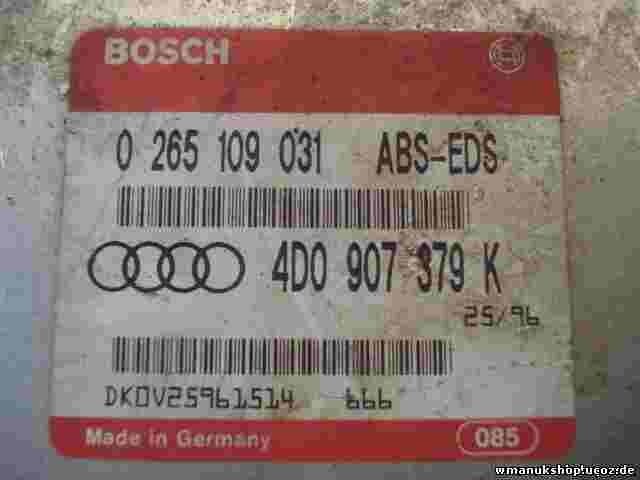 BOSCH
0 265 109 031 ABS-EDS
4D0 907 379 K
25/96
DK0V25961514 666
Made in Germany 085
wmanukshop.ucoz.de